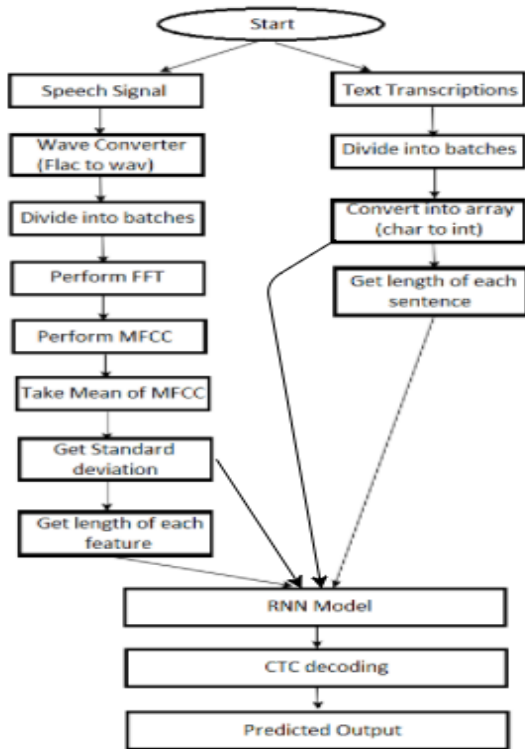 Start
Speech Signal
Wave Converter
(Flac to wav)
Divide into batches
Perform FFT
Perform MFCC
Take Mean of MFCC
Get Standard
deviation
Get length of each
feature
Text Transcriptions
Divide into batches
Convert into array
(char to int)
Get length of each
sentence
RNN Model
CTC decoding
Predicted Output